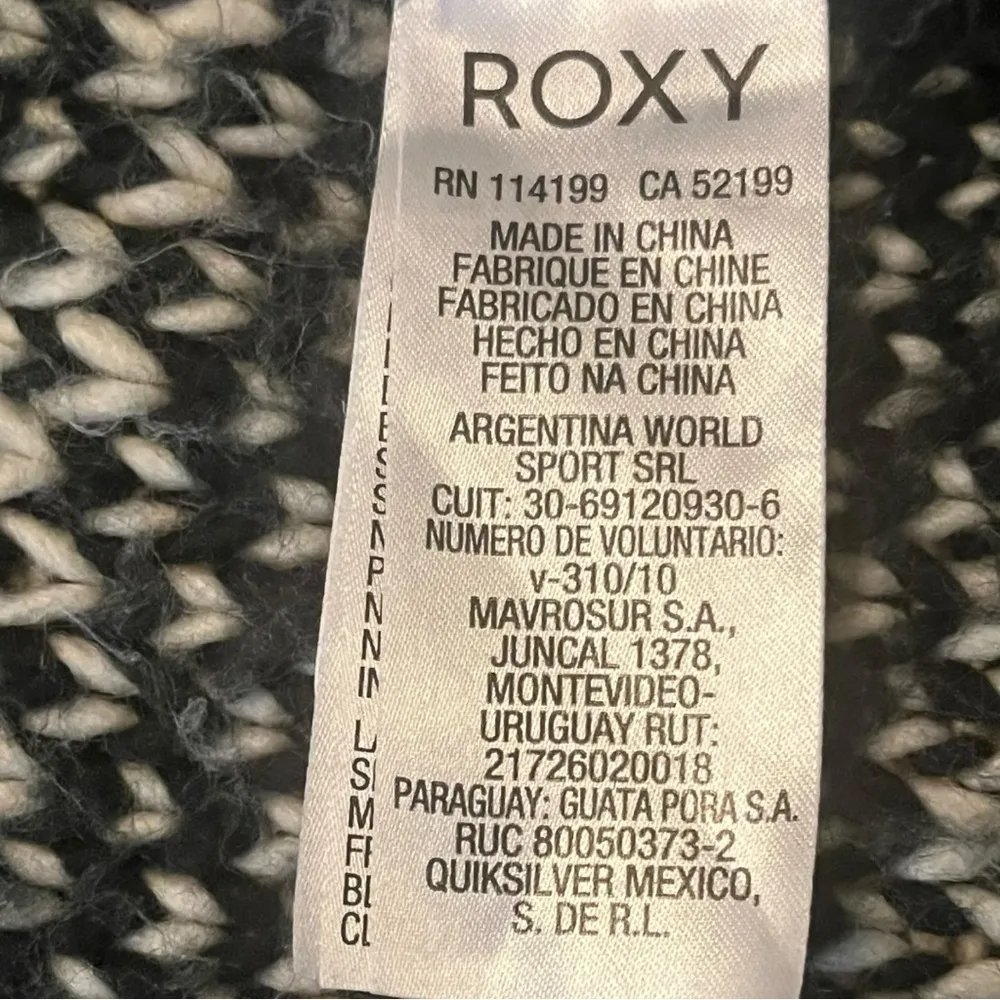 ROXY
RN 114199 CA 52199
MADE IN CHINA
FABRIQUE EN CHINE
FABRICADO EN CHINA
HECHO EN CHINA
FEITO NA CHINA
ARGENTINA WORLD
SPORT SRL
CUIT: 30-69120930-6
NUMERO DE VOLUNTARIO:
v-310/10
MAVROSUR S.A.,
JUNCAL 1378,
MONTEVIDEO-
URUGUAY RUT:
21726020018
PARAGUAY: GUATA PORA S.A.
RUC 80050373-2
QUIKSILVER MEXICO,
S. DE R.L.